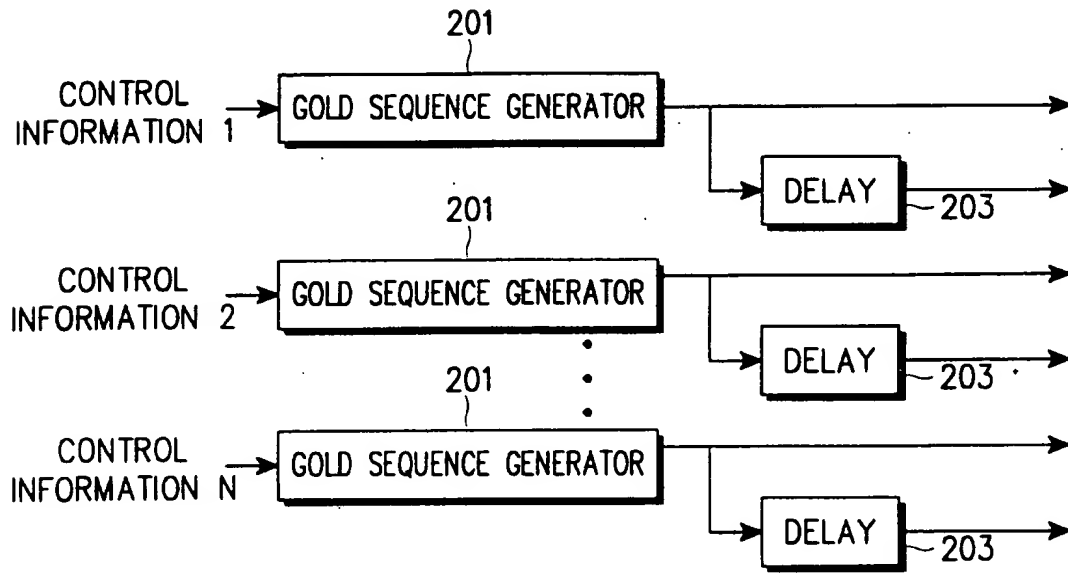 201
CONTROL
INFORMATION 1
GOLD SEQUENCE GENERATOR
DELAY
203
201
CONTROL
INFORMATION 2
GOLD SEQUENCE GENERATOR
DELAY
203
201
CONTROL
INFORMATION N
GOLD SEQUENCE GENERATOR
DELAY
203